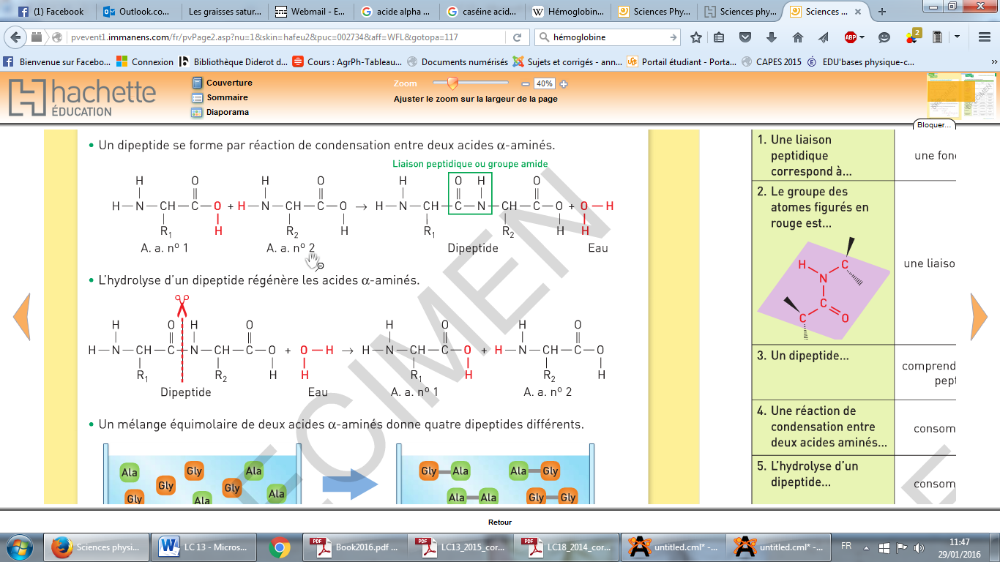 (1) Facebook
Outlook.co...
Les graisses satur...
Webmail - E...
acide alpha ...
caséine acid...
Hémoglobin...
Sciences Phy...
Sciences phy...
Sciences ...
pvevent1.immanens.com/fr/pvPage2.asp?nu=1&skin=hafeu2&puc=002734&aff=WFL&gotopa=117
hémoglobine
ABP
2
Bienvenue sur Facebo...
Connexion
Bibliothèque Diderot d...
Cours : AgrPh-Tableau...
Documents numérisés
Sujets et corrigés - ann...
Portail étudiant - Porta...
CAPES 2015
EDU'bases physique-c...
hachette
ÉDUCATION
Couverture
Sommaire
Diaporama
Zoom
40%
Ajuster le zoom sur la largeur de la page
Bloquer...
• Un dipeptide se forme par réaction de condensation entre deux acides α-aminés.
Liaison peptidique ou groupe amide
H O H O H O H O
H—N—CH—C—O + H—N—CH—C—O → H—N—CH—C—N—CH—C—O + O—H
R1 H R2 H R1 R2 H H
A. a. nº 1 A. a. nº 2 Dipeptide Eau
• L'hydrolyse d'un dipeptide régénère les acides α-aminés.
H O H O H O H O
H—N—CH—C—N—CH—C—O + O—H → H—N—CH—C—O + H—N—CH—C—O
R1 R2 H H R1 H R2 H
Dipeptide Eau A. a. nº 1 A. a. nº 2
• Un mélange équimolaire de deux acides α-aminés donne quatre dipeptides différents.
Ala Gly Ala Gly Gly Ala Gly Ala
Gly—Ala Ala—Gly
Ala—Ala Gly—Gly
ECIMEN
1. Une liaison
peptidique
correspond à...
une fon
2. Le groupe des
atomes figurés en
rouge est...
H C
N
C
C O
une liaiso
3. Un dipeptide...
comprend
pept
4. Une réaction de
condensation entre
deux acides aminés...
consom
5. L'hydrolyse d'un
dipeptide...
consom
Retour
Sciences physi...
LC 13 - Micros...
Book2016.pdf ...
LC13_2015_cor...
LC18_2014_cor...
untitled.cml* -...
untitled.cml* -...
FR
11:47
29/01/2016